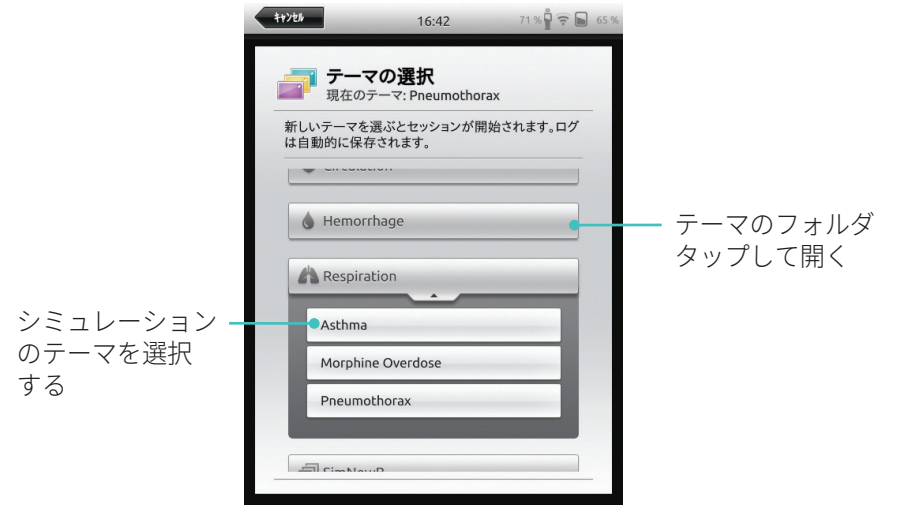 ｷｬﾝｾﾙ
16:42
71 %
65 %
テーマの選択
現在のテーマ: Pneumothorax
新しいテーマを選ぶとセッションが開始されます。ログ
は自動的に保存されます。
Circulation
Hemorrhage
テーマのフォルダ
タップして開く
Respiration
シミュレーション
のテーマを選択
する
Asthma
Morphine Overdose
Pneumothorax
SimNewB